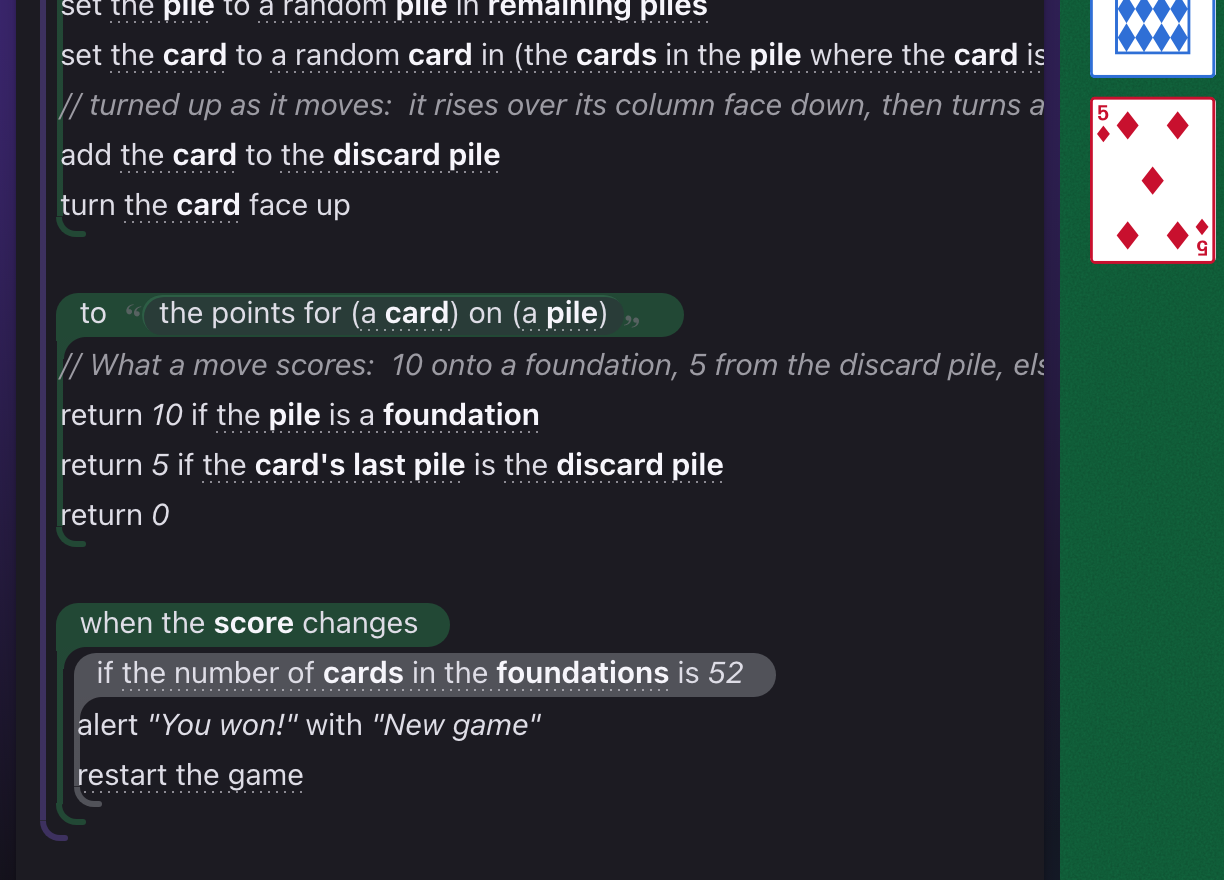 set the pile to a random pile in remaining piles
set the card to a random card in (the cards in the pile where the card is
// turned up as it moves:  it rises over its column face down, then turns a
add the card to the discard pile
turn the card face up
to “the points for (a card) on (a pile)„
// What a move scores:  10 onto a foundation, 5 from the discard pile, els
return 10 if the pile is a foundation
return 5 if the card's last pile is the discard pile
return 0
when the score changes
if the number of cards in the foundations is 52
alert "You won!" with "New game"
restart the game
5
5